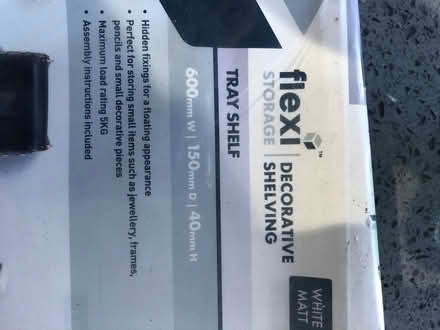 flexi™
STORAGE
DECORATIVE
SHELVING
WHITE
MATT
TRAY SHELF
600mm W | 150mm D | 40mm H
• Hidden fixings for a floating appearance
• Perfect for storing small items such as jewellery, frames,
pencils and small decorative pieces
• Maximum load rating 5KG
• Assembly instructions included